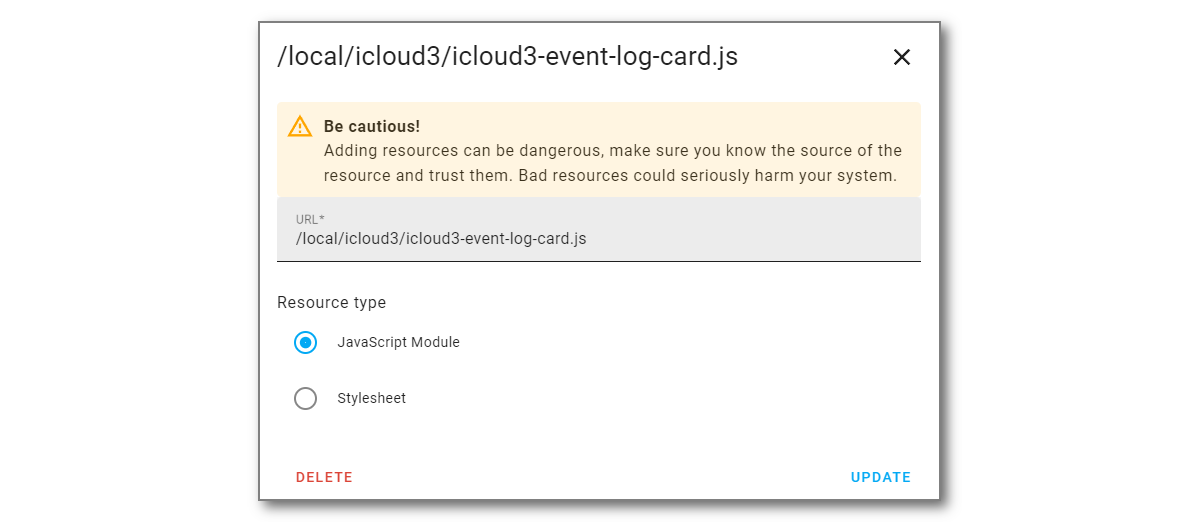 /local/icloud3/icloud3-event-log-card.js
Be cautious!
Adding resources can be dangerous, make sure you know the source of the
resource and trust them. Bad resources could seriously harm your system.
URL*
/local/icloud3/icloud3-event-log-card.js
Resource type
JavaScript Module
Stylesheet
DELETE
UPDATE